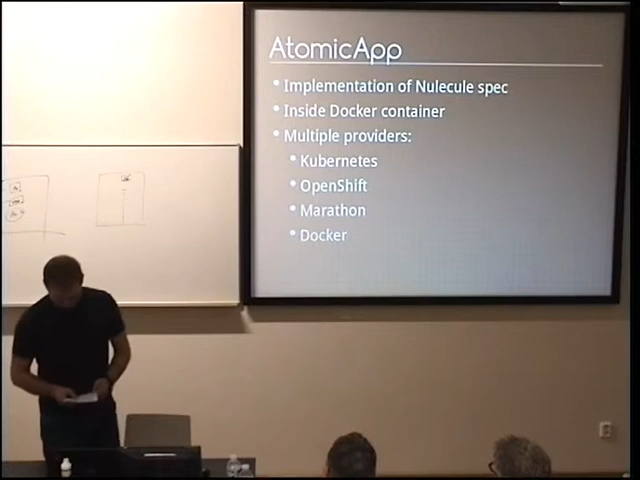 AtomicApp
• Implementation of Nulecule spec
• Inside Docker container
• Multiple providers:
• Kubernetes
• OpenShift
• Marathon
• Docker